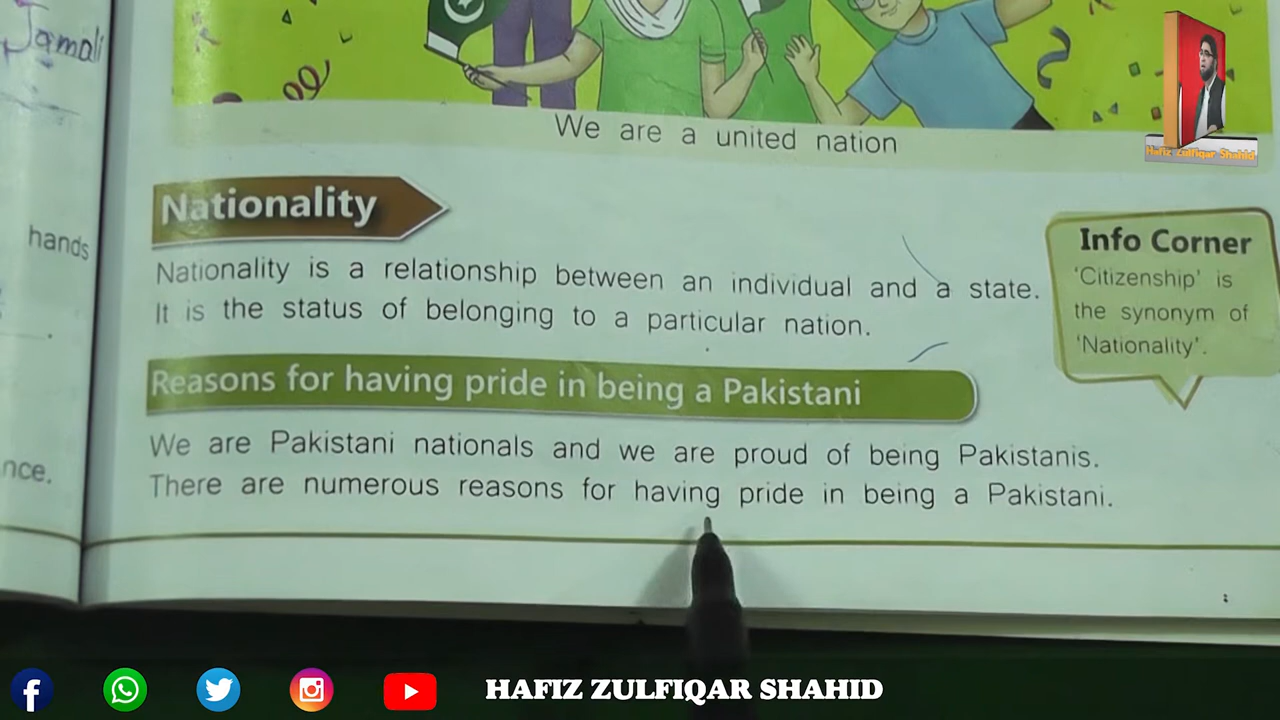 Jamali
hands
nce.
We are a united nation
Nationality
Nationality is a relationship between an individual and a state.
It is the status of belonging to a particular nation.
Info Corner
'Citizenship' is
the synonym of
'Nationality'.
Reasons for having pride in being a Pakistani
We are Pakistani nationals and we are proud of being Pakistanis.
There are numerous reasons for having pride in being a Pakistani.
Hafiz Zulfiqar Shahid
HAFIZ ZULFIQAR SHAHID